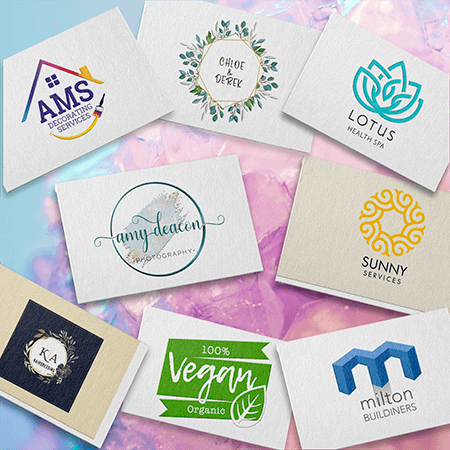 AMS
DECORATING
SERVICES
CHLOE
&
DEREK
LOTUS
HEALTH SPA
amy deacon
PHOTOGRAPHY
SUNNY
SERVICES
KA
100%
Vegan
Organic
m
milton
BUILDINERS